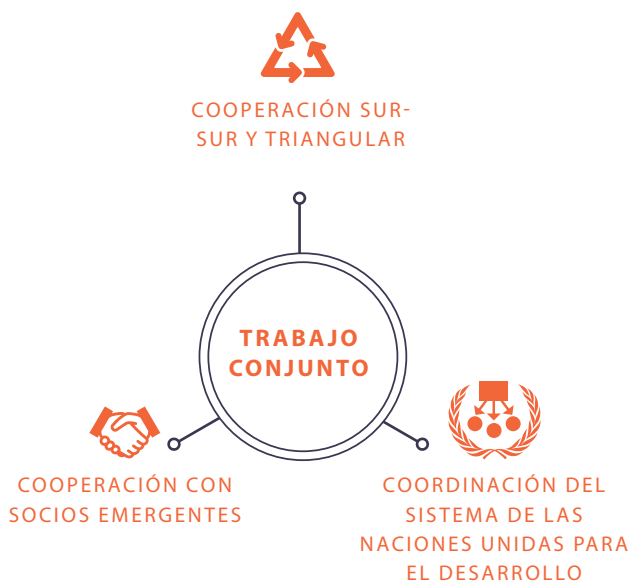 COOPERACIÓN SUR-
SUR Y TRIANGULAR
TRABAJO
CONJUNTO
COOPERACIÓN CON
SOCIOS EMERGENTES
COORDINACIÓN DEL
SISTEMA DE LAS
NACIONES UNIDAS PARA
EL DESARROLLO